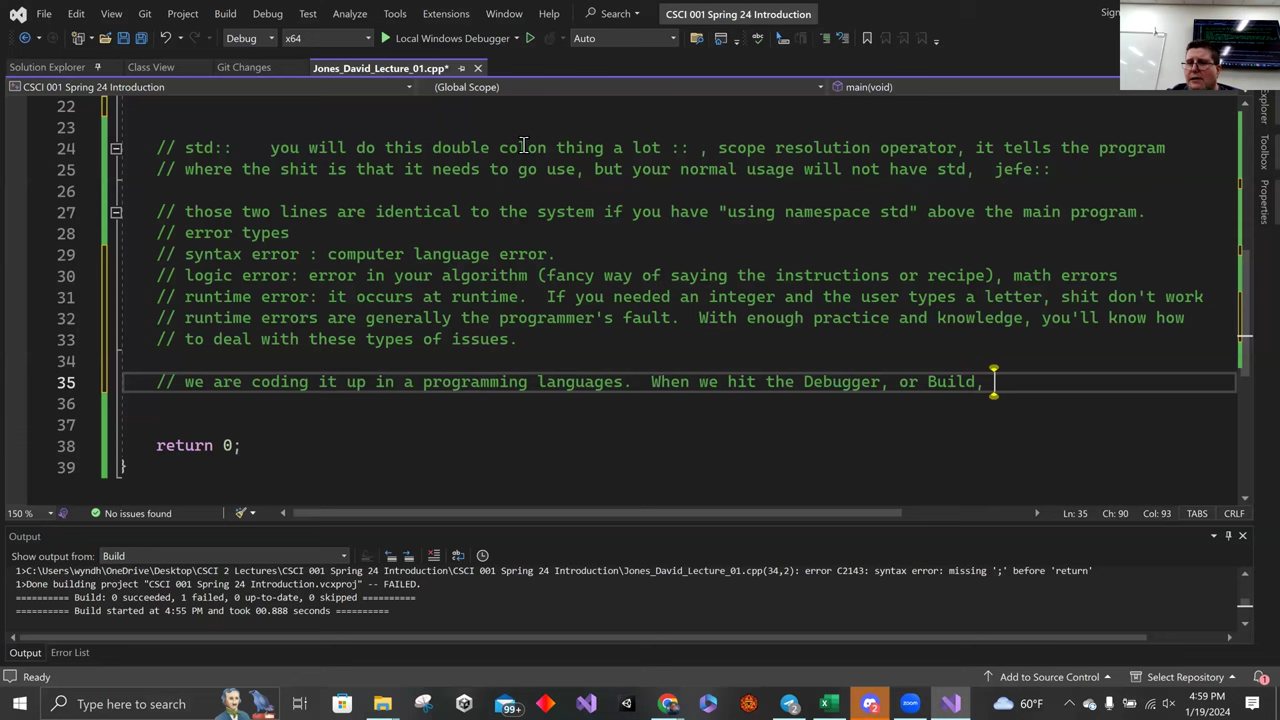 File Edit View Git Project Build Debug Test Analyze Tools Extensions Window Help Search CSCI 001 Spring 24 Introduction Sign
Debug x64 Local Windows Debugger Auto
Solution Explorer Class View Git Changes Jones_David_Lecture_01.cpp*
CSCI 001 Spring 24 Introduction (Global Scope) main(void)
22
23
24 // std:: you will do this double colon thing a lot :: , scope resolution operator, it tells the program
25 // where the shit is that it needs to go use, but your normal usage will not have std, jefe::
26
27 // those two lines are identical to the system if you have "using namespace std" above the main program.
28 // error types
29 // syntax error : computer language error.
30 // logic error: error in your algorithm (fancy way of saying the instructions or recipe), math errors
31 // runtime error: it occurs at runtime. If you needed an integer and the user types a letter, shit don't work
32 // runtime errors are generally the programmer's fault. With enough practice and knowledge, you'll know how
33 // to deal with these types of issues.
34
35 // we are coding it up in a programming languages. When we hit the Debugger, or Build,
36
37
38 return 0;
39 }
Explorer
Toolbox
Properties
150 % No issues found Ln: 35 Ch: 90 Col: 93 TABS CRLF
Output
Show output from: Build
1>C:\Users\wyndh\OneDrive\Desktop\CSCI 2 Lectures\CSCI 001 Spring 24 Introduction\CSCI 001 Spring 24 Introduction\Jones_David_Lecture_01.cpp(34,2): error C2143: syntax error: missing ';' before 'return'
1>Done building project "CSCI 001 Spring 24 Introduction.vcxproj" -- FAILED.
========== Build: 0 succeeded, 1 failed, 0 up-to-date, 0 skipped ==========
========== Build started at 4:55 PM and took 00.888 seconds ==========
Output Error List
Ready Add to Source Control Select Repository 1
Type here to search 99+ zoom 60°F 4:59 PM
1/19/2024